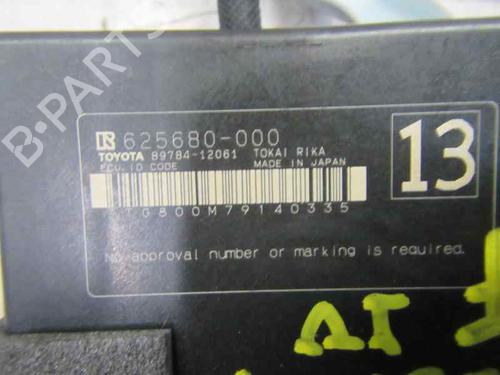 B-PARTS
625680-000
TOYOTA 89784-12061 TOKAI RIKA
ECU, ID CODE MADE IN JAPAN
13
TG800M79140335
No approval number or marking is required.